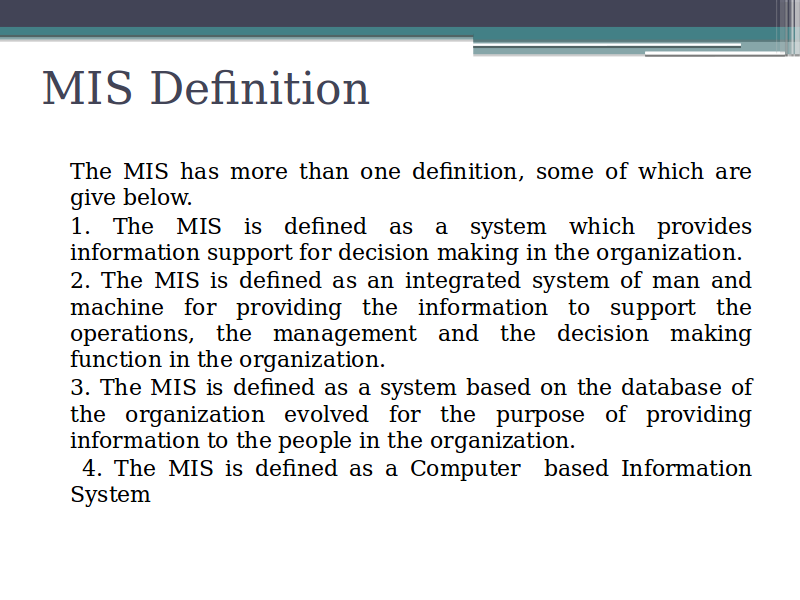 MIS Definition
The MIS has more than one definition, some of which are
give below.
1. The MIS is defined as a system which provides
information support for decision making in the organization.
2. The MIS is defined as an integrated system of man and
machine for providing the information to support the
operations, the management and the decision making
function in the organization.
3. The MIS is defined as a system based on the database of
the organization evolved for the purpose of providing
information to the people in the organization.
4. The MIS is defined as a Computer based Information
System